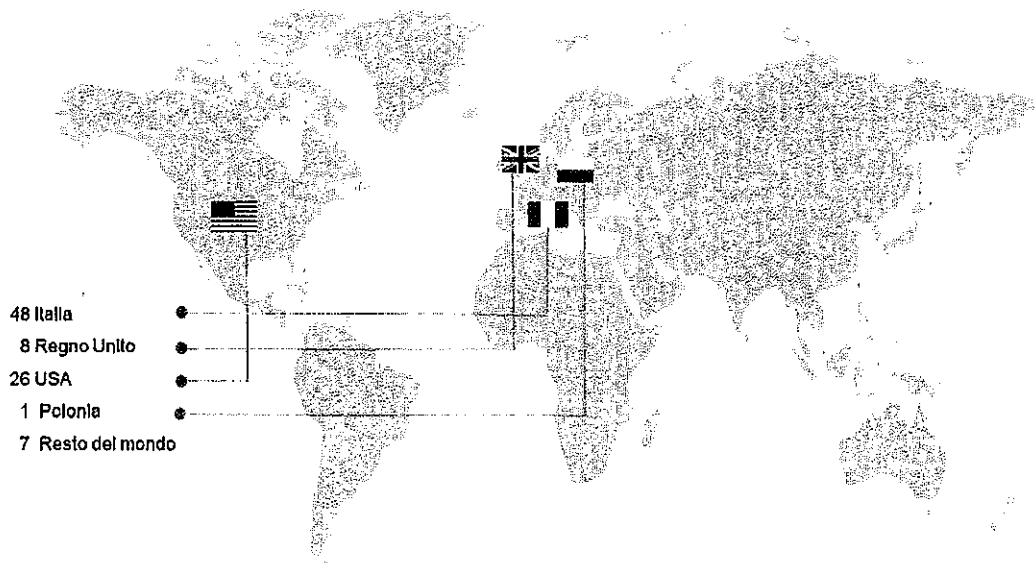 48 Italia
8 Regno Unito
26 USA
1 Polonia
7 Resto del mondo